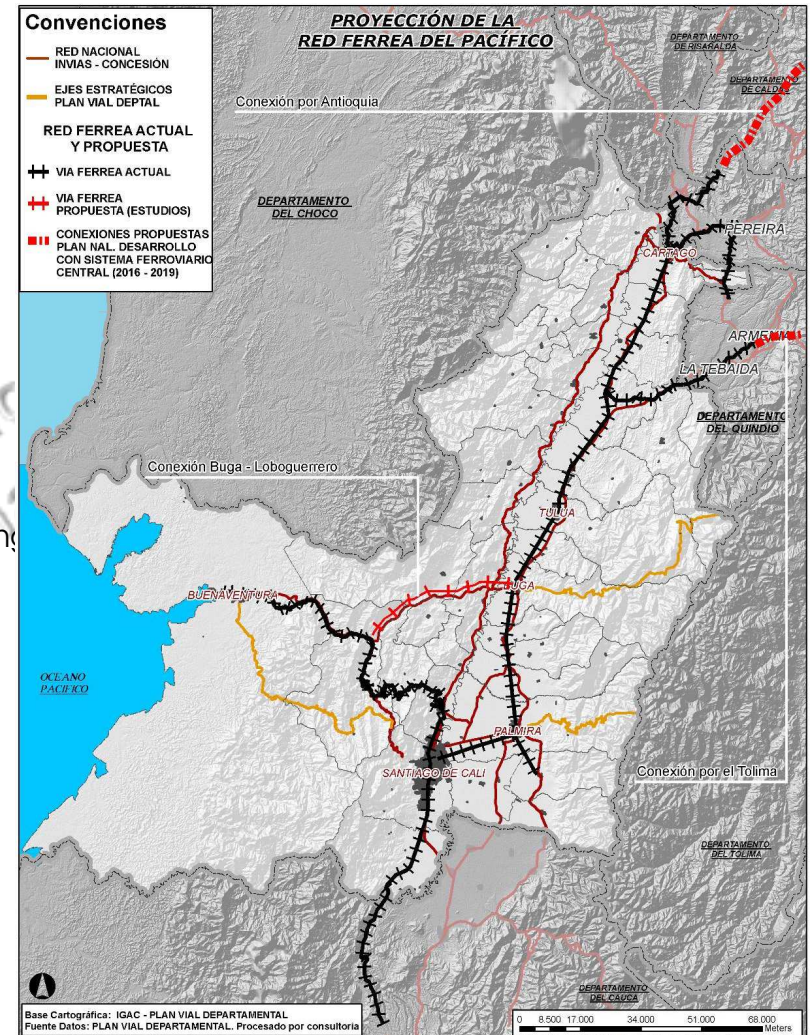 Convenciones
RED NACIONAL
INVIAS - CONCESIÓN
EJES ESTRATÉGICOS
PLAN VIAL DEPTAL
RED FERREA ACTUAL
Y PROPUESTA
VIA FERREA ACTUAL
VIA FERREA
PROPUESTA (ESTUDIOS)
CONEXIONES PROPUESTAS
PLAN NAL. DESARROLLO
CON SISTEMA FERROVIARIO
CENTRAL (2016 - 2019)
PROYECCIÓN DE LA
RED FERREA DEL PACÍFICO
DEPARTAMENTO
DE RISARALDA
DEPARTAMENTO
DE CALDAS
Conexión por Antioquia
DEPARTAMENTO
DEL CHOCO
PEREIRA
CARTAGO
ARMENIA
LA TEBAIDA
DEPARTAMENTO
DEL QUINDIO
Conexión Buga - Loboguerrero
TULUA
BUGA
BUENAVENTURA
OCEANO
PACIFICO
PALMIRA
SANTIAGO DE CALI
Conexión por el Tolima
DEPARTAMENTO
DEL TOLIMA
DEPARTAMENTO
DEL CAUCA
Base Cartográfica: IGAC - PLAN VIAL DEPARTAMENTAL
Fuente Datos: PLAN VIAL DEPARTAMENTAL. Procesado por consultoria
0 8.500 17.000 34.000 51.000 68.000
Meters